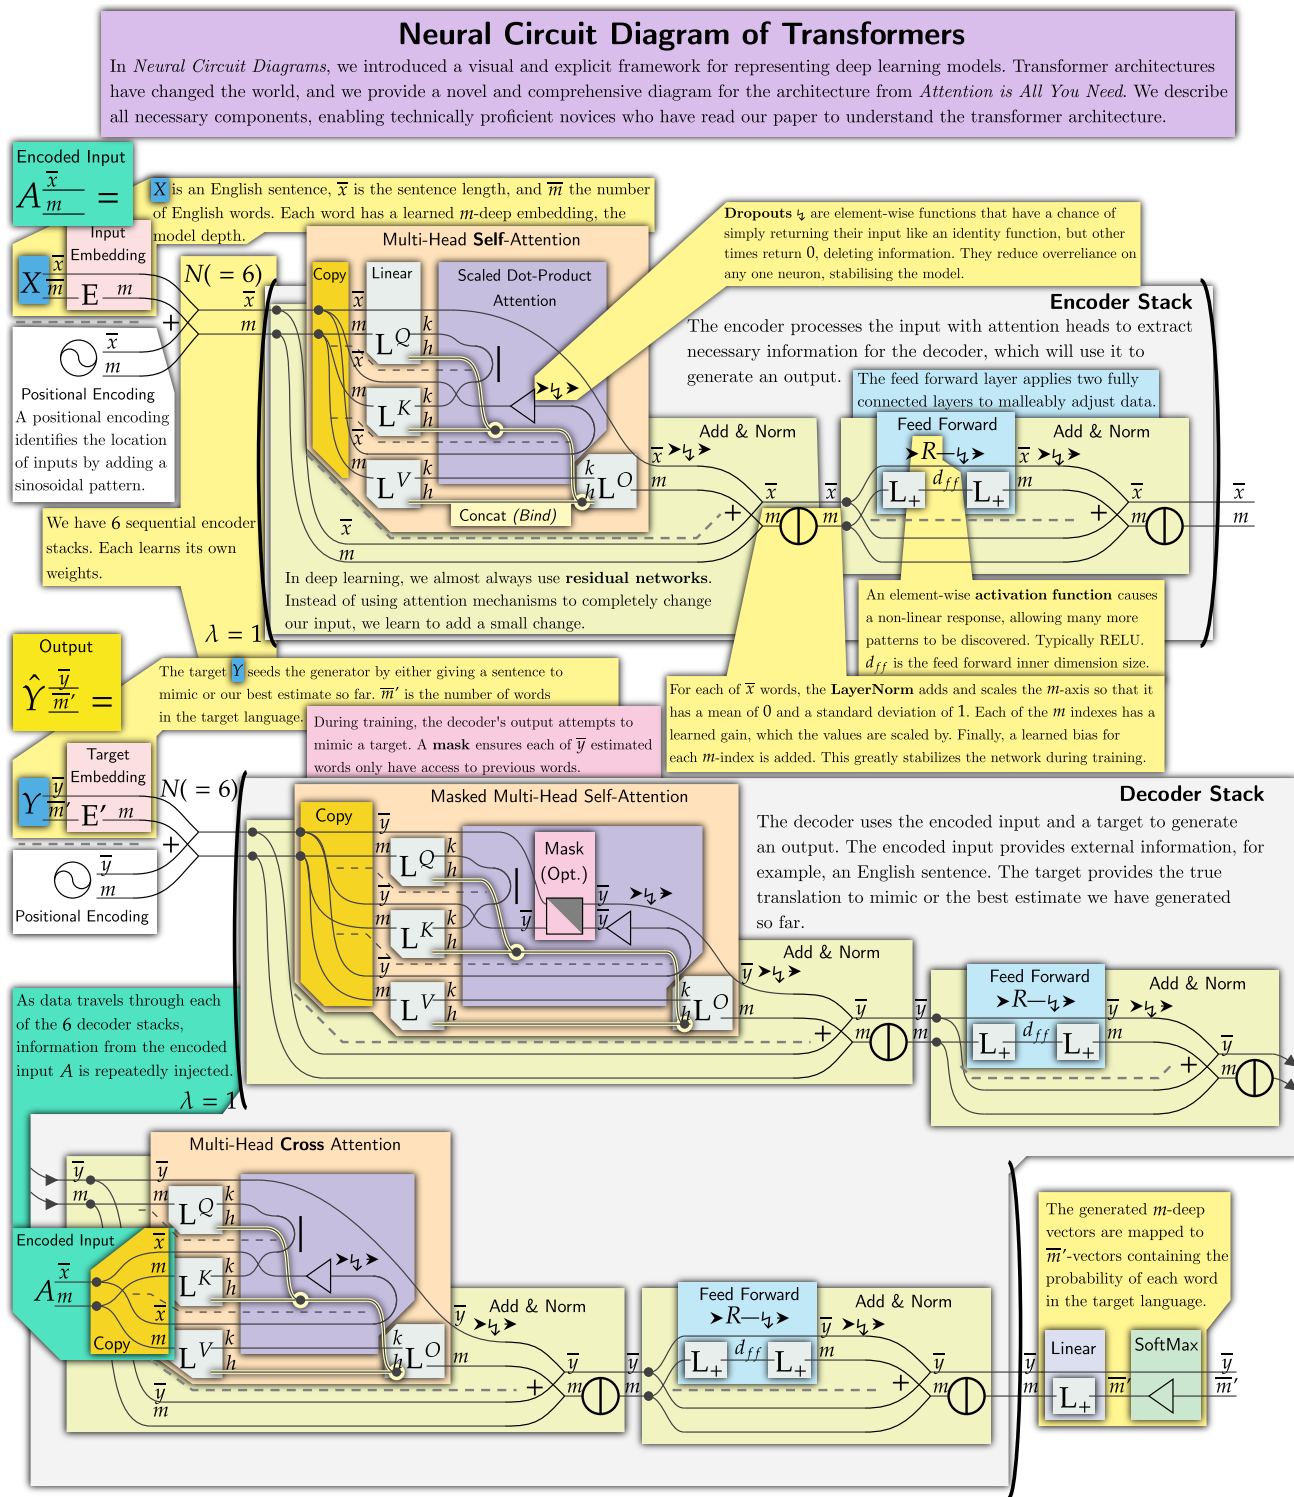 Neural Circuit Diagram of Transformers
In Neural Circuit Diagrams, we introduced a visual and explicit framework for representing deep learning models. Transformer architectures
have changed the world, and we provide a novel and comprehensive diagram for the architecture from Attention is All You Need. We describe
all necessary components, enabling technically proficient novices who have read our paper to understand the transformer architecture.
Encoded Input
A x̅ m =
X is an English sentence, x̅ is the sentence length, and m̅ the number
of English words. Each word has a learned m-deep embedding, the
model depth.
Dropouts ↯ are element-wise functions that have a chance of
simply returning their input like an identity function, but other
times return 0, deleting information. They reduce overreliance on
any one neuron, stabilising the model.
Input
Embedding
X x̅ m̅ E m
N(= 6)
x̅
m
+
x̅
m
Positional Encoding
A positional encoding
identifies the location
of inputs by adding a
sinosoidal pattern.
We have 6 sequential encoder
stacks. Each learns its own
weights.
λ = 1
Multi-Head Self-Attention
Copy
Linear
Scaled Dot-Product
Attention
x̅
m L^Q k h
x̅
m L^K k h
x̅
m L^V k h
k h L^O
Concat (Bind)
x̅
m
In deep learning, we almost always use residual networks.
Instead of using attention mechanisms to completely change
our input, we learn to add a small change.
Encoder Stack
The encoder processes the input with attention heads to extract
necessary information for the decoder, which will use it to
generate an output.
The feed forward layer applies two fully
connected layers to malleably adjust data.
Add & Norm
x̅
m
+
x̅
m
x̅
m
Feed Forward
R
L+ d_ff L+
Add & Norm
x̅
m
+
x̅
m
x̅
m
An element-wise activation function causes
a non-linear response, allowing many more
patterns to be discovered. Typically RELU.
d_ff is the feed forward inner dimension size.
For each of x̅ words, the LayerNorm adds and scales the m-axis so that it
has a mean of 0 and a standard deviation of 1. Each of the m indexes has a
learned gain, which the values are scaled by. Finally, a learned bias for
each m-index is added. This greatly stabilizes the network during training.
Output
Ŷ y̅ m̅′ =
The target Y seeds the generator by either giving a sentence to
mimic or our best estimate so far. m̅′ is the number of words
in the target language.
During training, the decoder's output attempts to
mimic a target. A mask ensures each of y̅ estimated
words only have access to previous words.
Target
Embedding
Y y̅ m̅′ E′ m
N(= 6)
+
y̅
m
Positional Encoding
As data travels through each
of the 6 decoder stacks,
information from the encoded
input A is repeatedly injected.
λ = 1
Masked Multi-Head Self-Attention
Copy
y̅
m L^Q k h
y̅
m L^K k h
y̅
m L^V k h
Mask
(Opt.)
y̅
y̅
y̅
k h L^O
Decoder Stack
The decoder uses the encoded input and a target to generate
an output. The encoded input provides external information, for
example, an English sentence. The target provides the true
translation to mimic or the best estimate we have generated
so far.
Add & Norm
y̅
m
+
y̅
m
y̅
m
Feed Forward
R
L+ d_ff L+
Add & Norm
y̅
m
+
y̅
m
Multi-Head Cross Attention
y̅
m
y̅
m L^Q k h
Encoded Input
A x̅ m
Copy
x̅
m L^K k h
x̅
m L^V k h
k h L^O
y̅
m
Add & Norm
y̅
m
+
y̅
m
y̅
m
Feed Forward
R
L+ d_ff L+
Add & Norm
y̅
m
+
y̅
m
The generated m-deep
vectors are mapped to
m̅′-vectors containing the
probability of each word
in the target language.
Linear
SoftMax
y̅
m L+ m̅′
y̅
m̅′